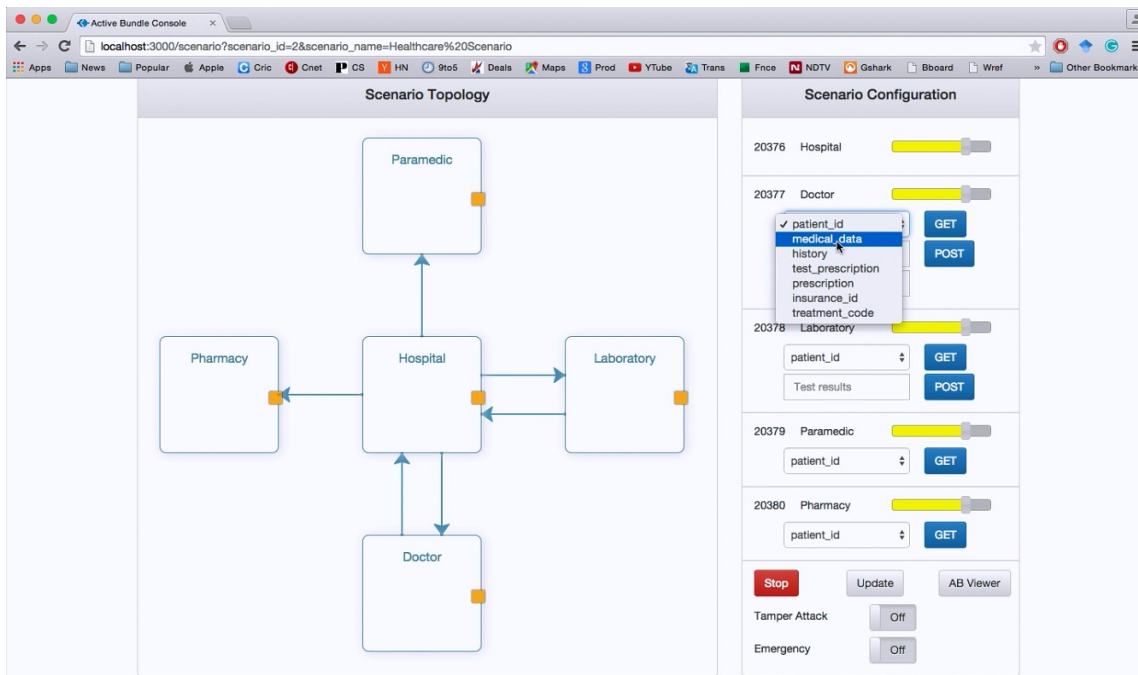 Active Bundle Console
localhost:3000/scenario?scenario_id=2&scenario_name=Healthcare%20Scenario
Apps News Popular Apple Cric Cnet CS HN 9to5 Deals Maps Prod YTube Trans Fnce NDTV Gshark Bboard Wref » Other Bookmark
Scenario Topology
Paramedic
Pharmacy
Hospital
Laboratory
Doctor
Scenario Configuration
20376 Hospital
20377 Doctor
✓ patient_id
GET
medical_data
history
POST
test_prescription
prescription
insurance_id
treatment_code
20378 Laboratory
patient_id
GET
Test results
POST
20379 Paramedic
patient_id
GET
20380 Pharmacy
patient_id
GET
Stop Update AB Viewer
Tamper Attack Off
Emergency Off